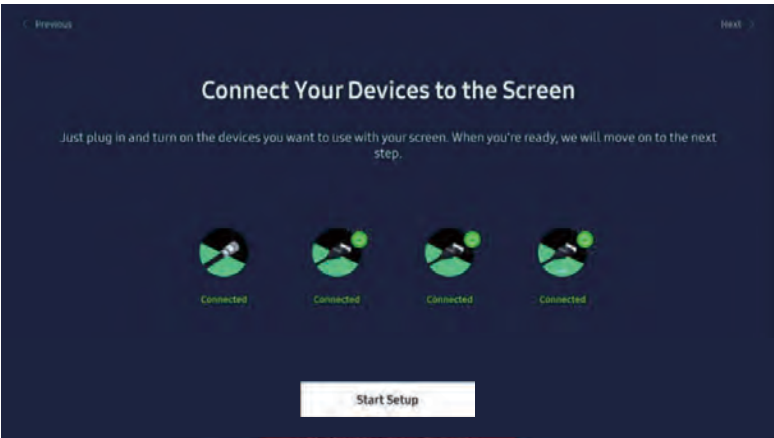 Previous
Next
Connect Your Devices to the Screen
Just plug in and turn on the devices you want to use with your screen. When you're ready, we will move on to the next
step.
Connected Connected Connected Connected
Start Setup